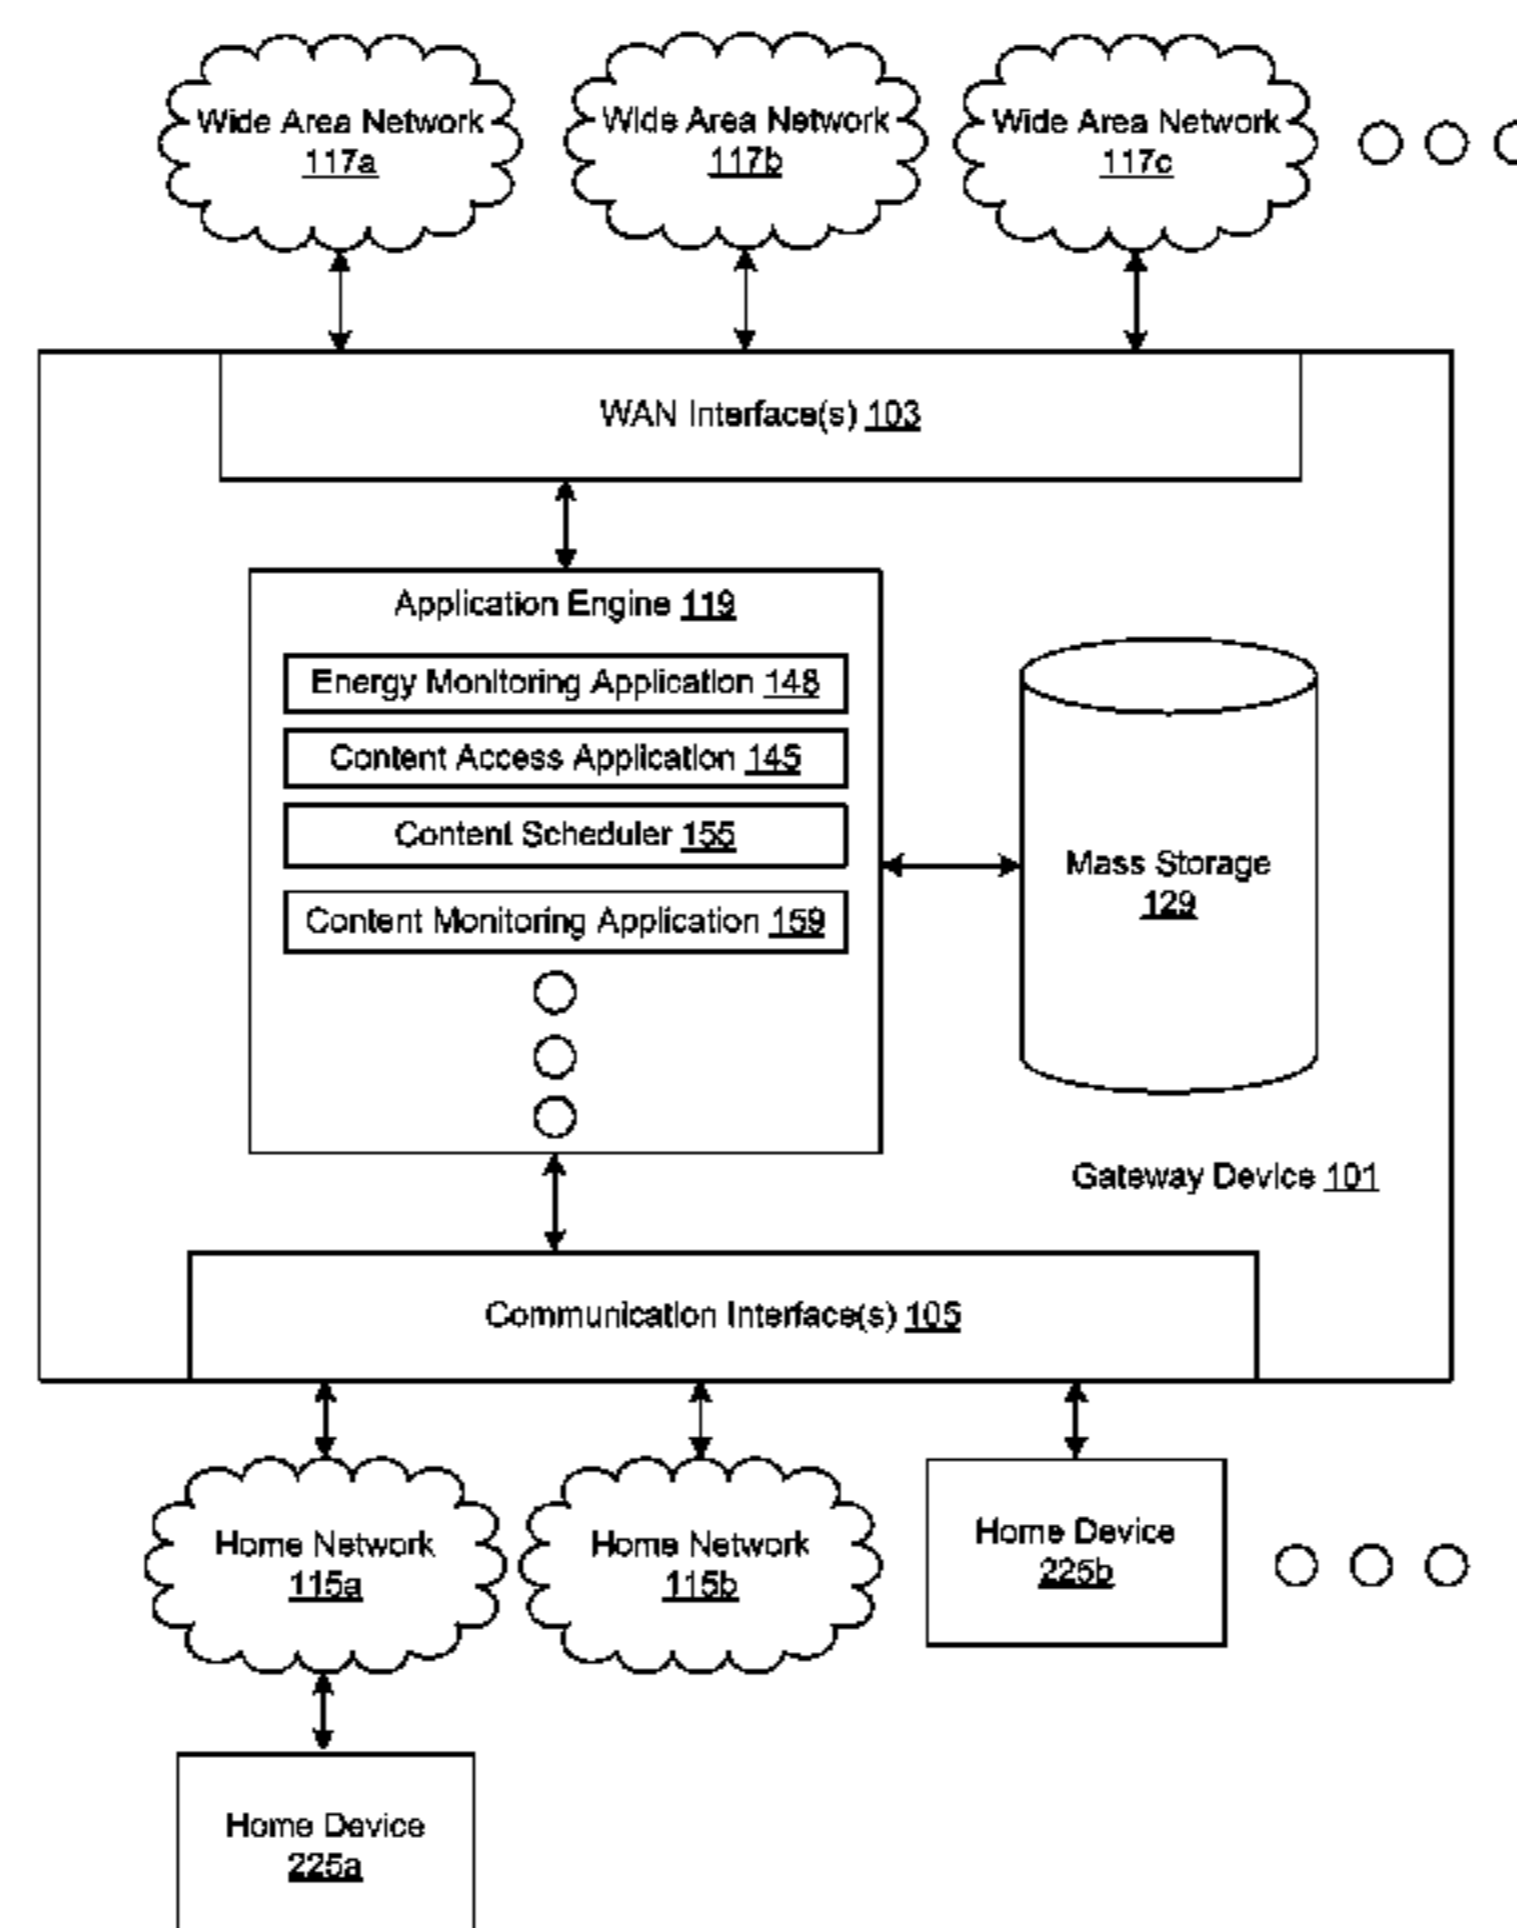 Wide Area Network
117a
Wide Area Network
117b
Wide Area Network
117c
WAN Interface(s) 103
Application Engine 119
Energy Monitoring Application 148
Content Access Application 145
Content Scheduler 155
Content Monitoring Application 159
Mass Storage
129
Gateway Device 101
Communication Interface(s) 105
Home Network
115a
Home Network
115b
Home Device
225b
Home Device
225a